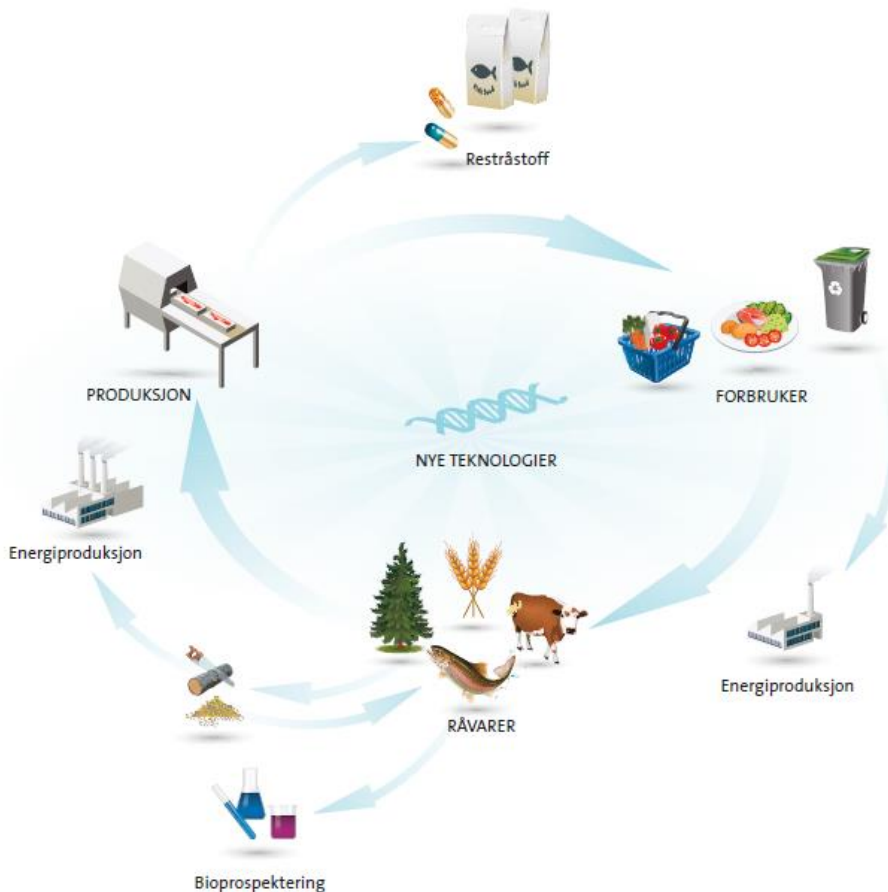 Restråstoff
PRODUKSJON
FORBRUKER
NYE TEKNOLOGIER
Energiproduksjon
Energiproduksjon
RÅVARER
Bioprospektering